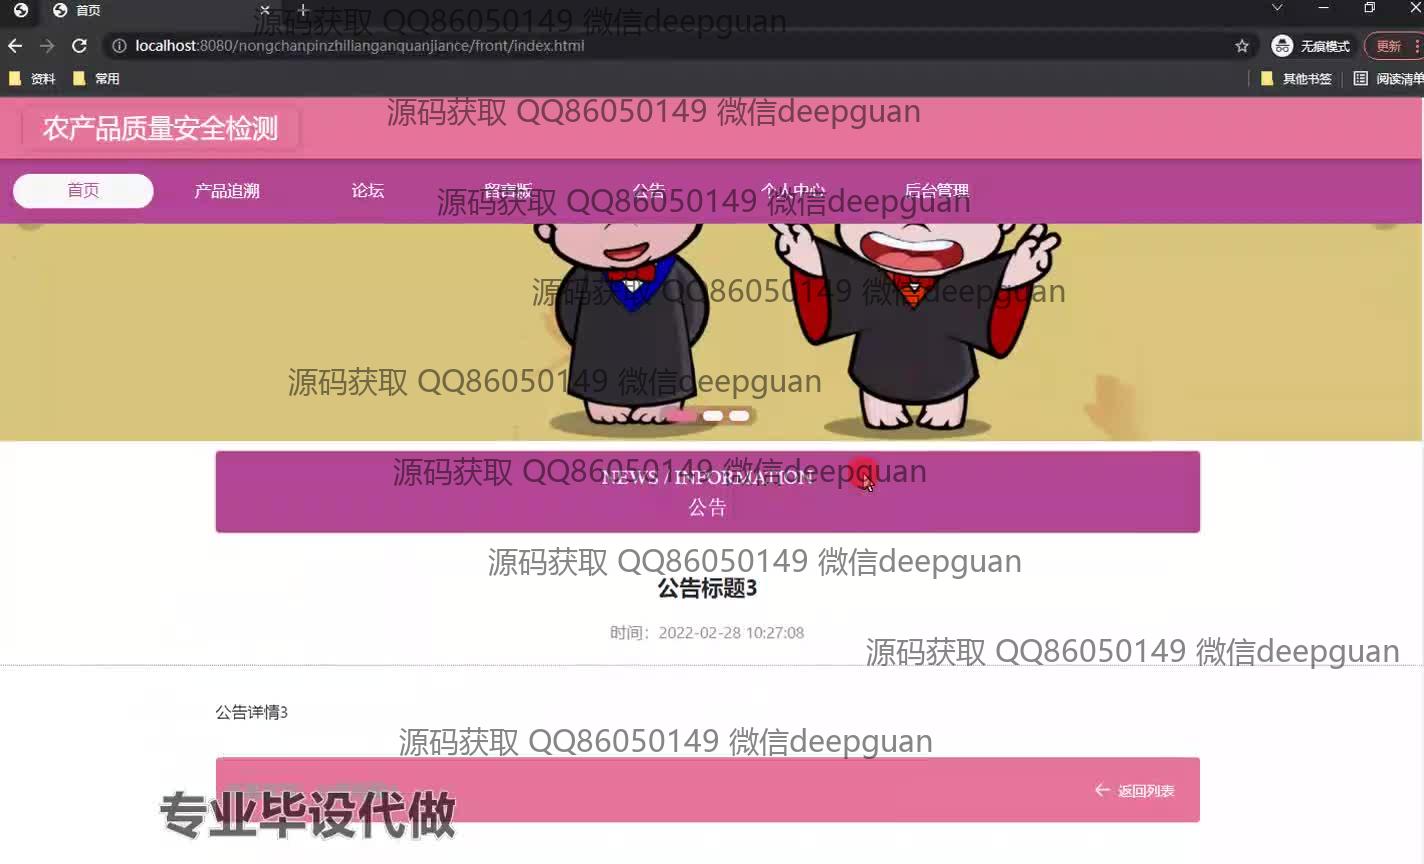 首页
源码获取 QQ86050149 微信deepguan
localhost:8080/nongchanpinzhilianganquanjiance/front/index.html
无痕模式
更新
资料
常用
其他书签
阅读清单
源码获取 QQ86050149 微信deepguan
农产品质量安全检测
首页
产品追溯
论坛
留言版
公告
个人中心
后台管理
源码获取 QQ86050149 微信deepguan
源码获取 QQ86050149 微信deepguan
源码获取 QQ86050149 微信deepguan
源码获取 QQ86050149 微信deepguan
NEWS / INFORMATION
公告
源码获取 QQ86050149 微信deepguan
公告标题3
时间：2022-02-28 10:27:08
源码获取 QQ86050149 微信deepguan
公告详情3
源码获取 QQ86050149 微信deepguan
返回列表
专业毕设代做